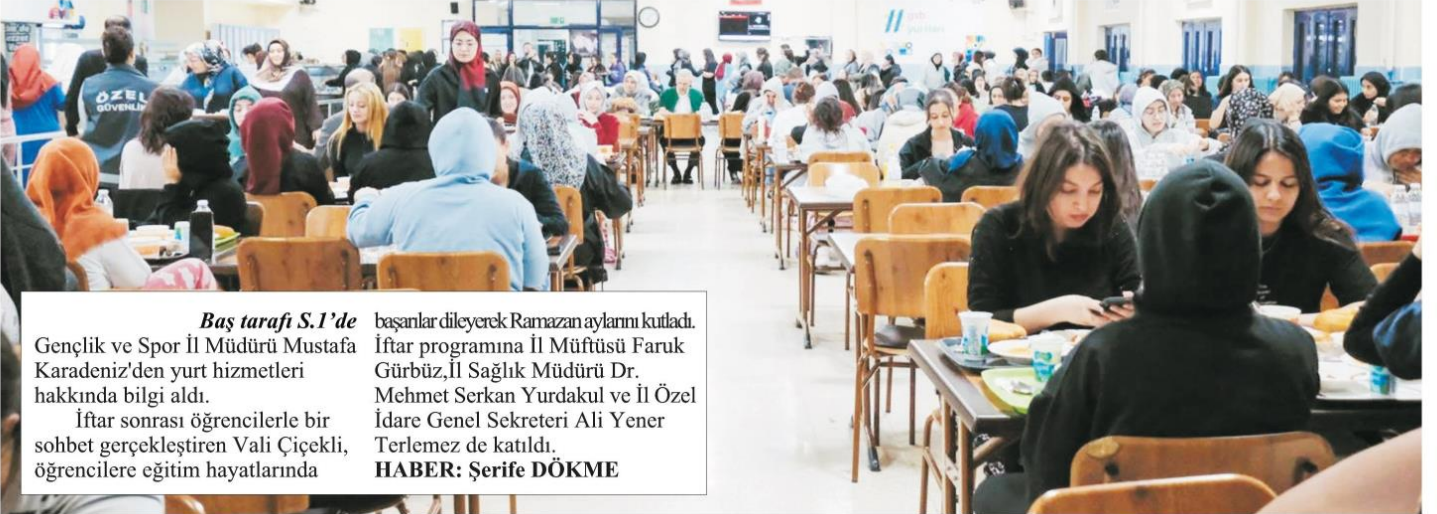 ÖZEL
GÜVENLİK
Baş tarafı S.1’de
Gençlik ve Spor İl Müdürü Mustafa
Karadeniz'den yurt hizmetleri
hakkında bilgi aldı.
İftar sonrası öğrencilerle bir
sohbet gerçekleştiren Vali Çiçekli,
öğrencilere eğitim hayatlarında
başarılar dileyerek Ramazan aylarını kutladı.
İftar programına İl Müftüsü Faruk
Gürbüz,İl Sağlık Müdürü Dr.
Mehmet Serkan Yurdakul ve İl Özel
İdare Genel Sekreteri Ali Yener
Terlemez de katıldı.
HABER: Şerife DÖKME